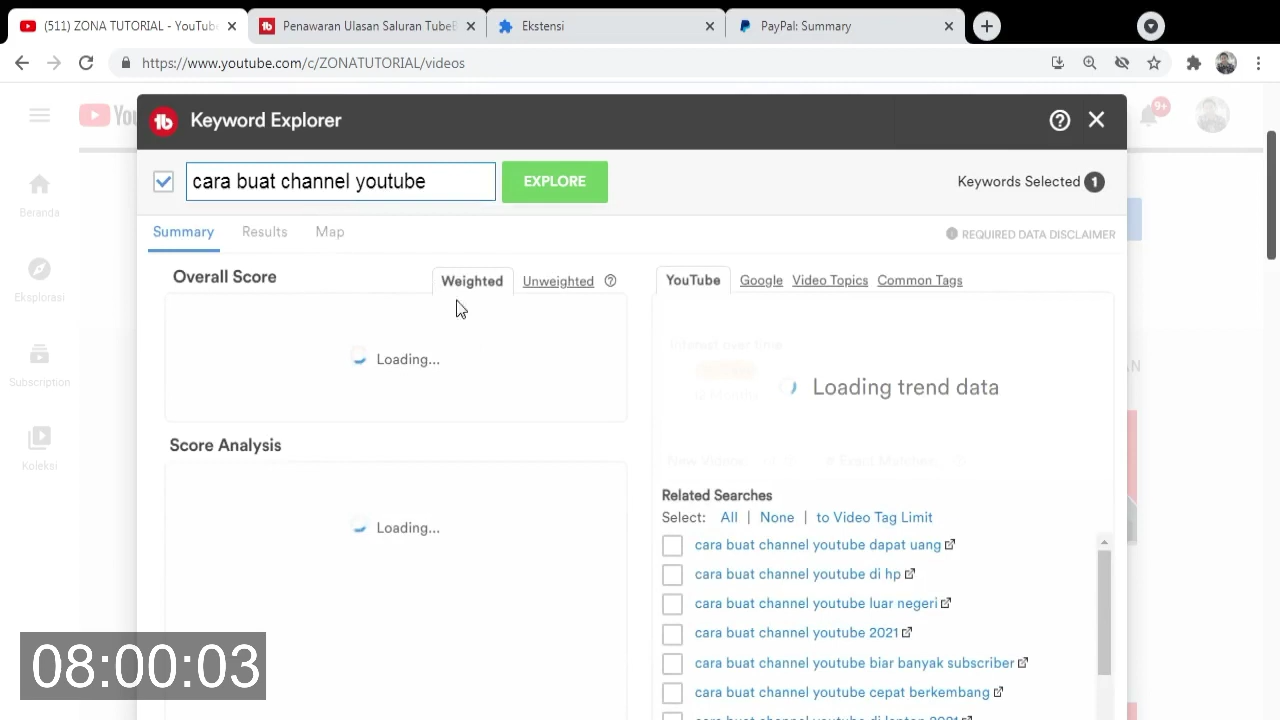 (511) ZONA TUTORIAL - YouTube
Penawaran Ulasan Saluran TubeB
Ekstensi
PayPal: Summary
https://www.youtube.com/c/ZONATUTORIAL/videos
You
9+
Keyword Explorer
cara buat channel youtube
EXPLORE
Keywords Selected 1
Summary
Results
Map
REQUIRED DATA DISCLAIMER
Overall Score
Weighted
Unweighted
YouTube
Google
Video Topics
Common Tags
Loading...
Interest over time
Loading trend data
Score Analysis
Loading...
Related Searches
Select: All | None | to Video Tag Limit
cara buat channel youtube dapat uang
cara buat channel youtube di hp
cara buat channel youtube luar negeri
cara buat channel youtube 2021
cara buat channel youtube biar banyak subscriber
cara buat channel youtube cepat berkembang
Beranda
Eksplorasi
Subscription
Koleksi
08:00:03